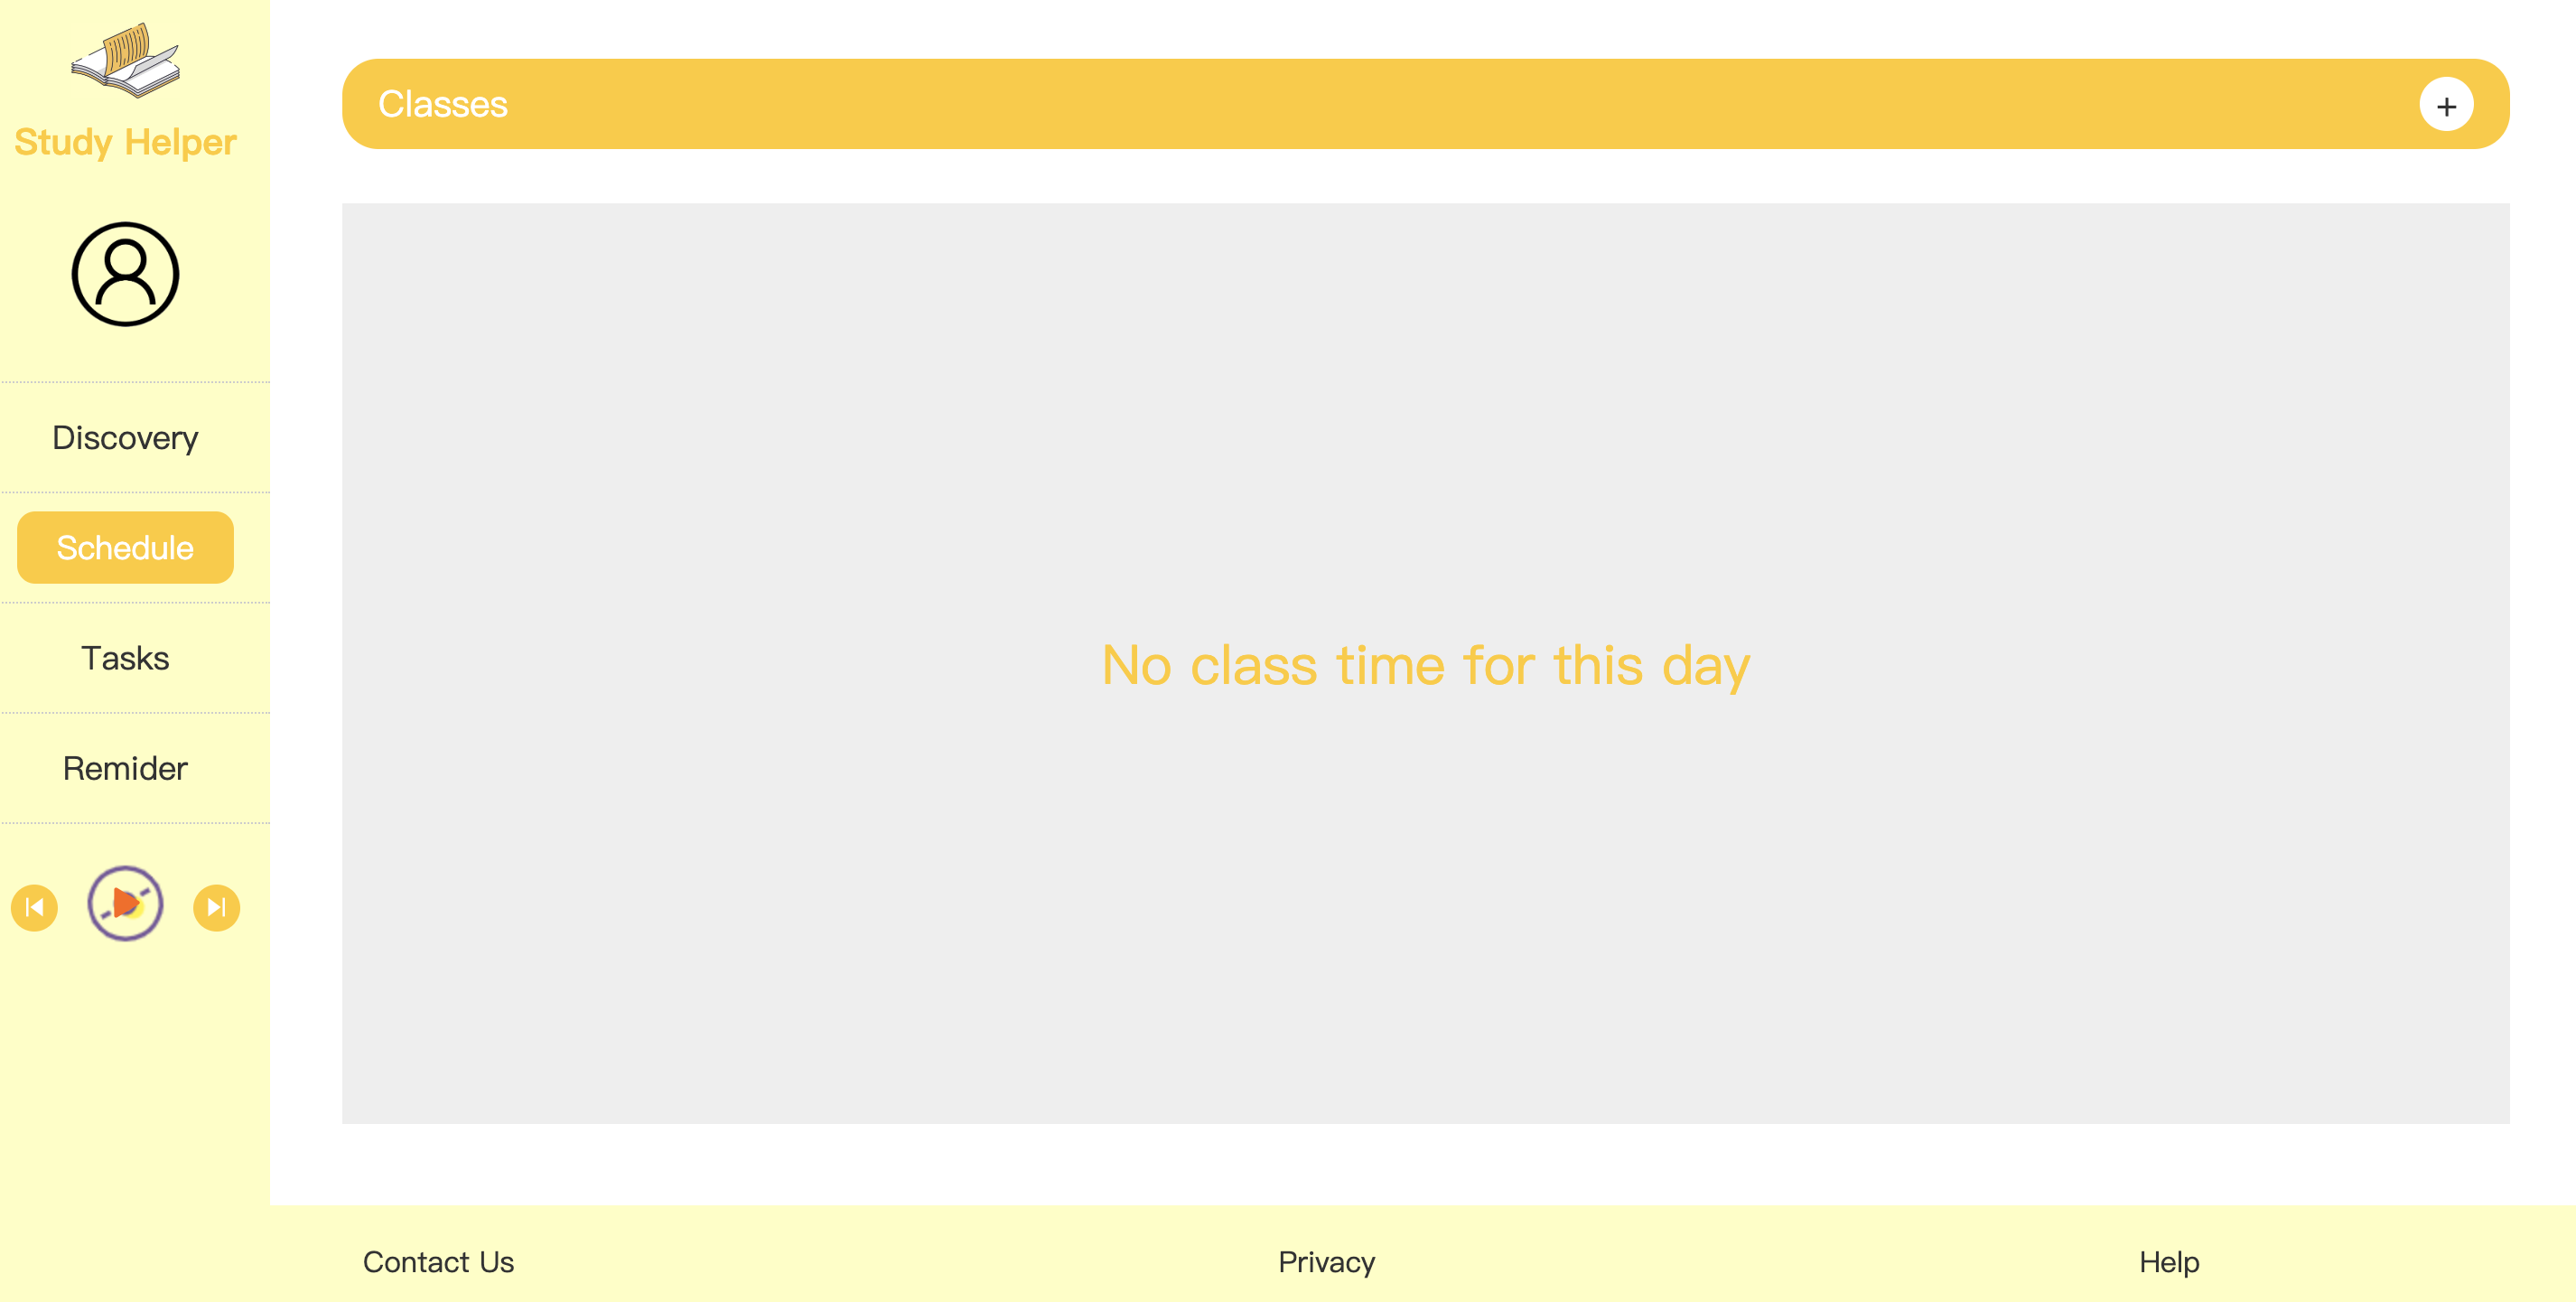 Study Helper
Discovery
Schedule
Tasks
Remider
Classes
+
No class time for this day
Contact Us
Privacy
Help